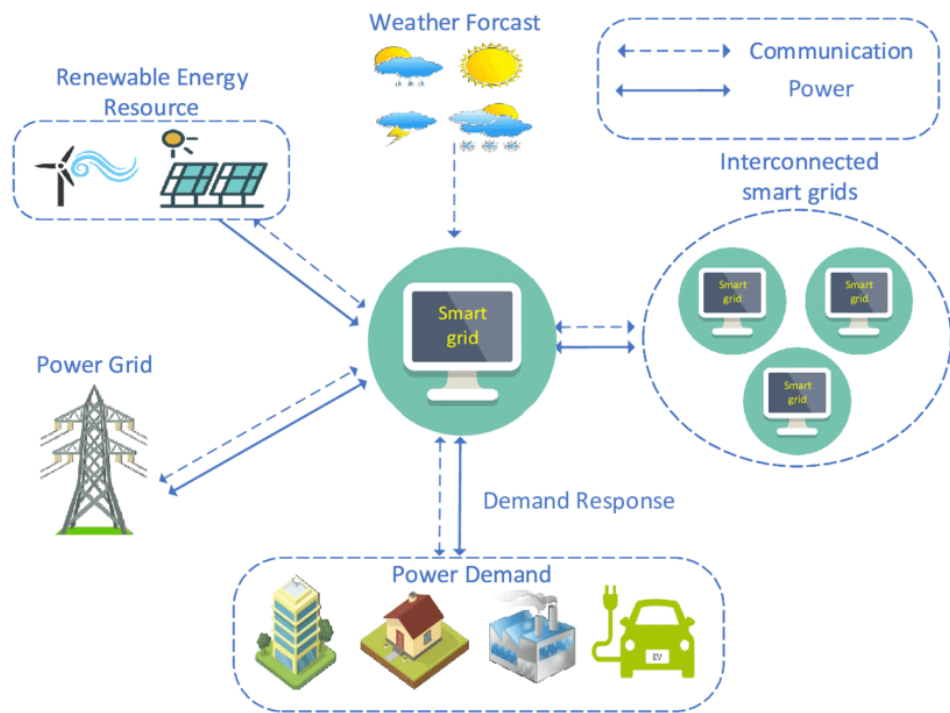 Weather Forcast
Communication
Power
Renewable Energy
Resource
Interconnected
smart grids
Smart
grid
Smart
grid
Smart
grid
Smart
grid
Power Grid
Demand Response
Power Demand
EV